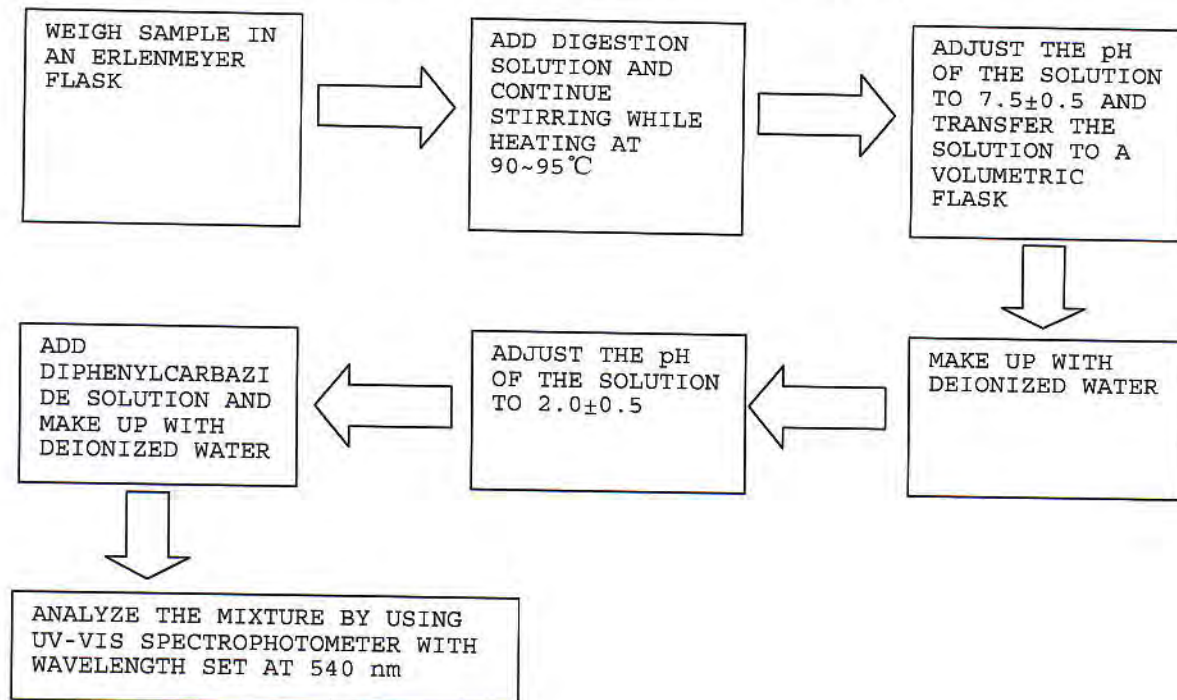 WEIGH SAMPLE IN
AN ERLENMEYER
FLASK
ADD DIGESTION
SOLUTION AND
CONTINUE
STIRRING WHILE
HEATING AT
90~95℃
ADJUST THE pH
OF THE SOLUTION
TO 7.5±0.5 AND
TRANSFER THE
SOLUTION TO A
VOLUMETRIC
FLASK
MAKE UP WITH
DEIONIZED WATER
ADJUST THE pH
OF THE SOLUTION
TO 2.0±0.5
ADD
DIPHENYLCARBAZI
DE SOLUTION AND
MAKE UP WITH
DEIONIZED WATER
ANALYZE THE MIXTURE BY USING
UV-VIS SPECTROPHOTOMETER WITH
WAVELENGTH SET AT 540 nm